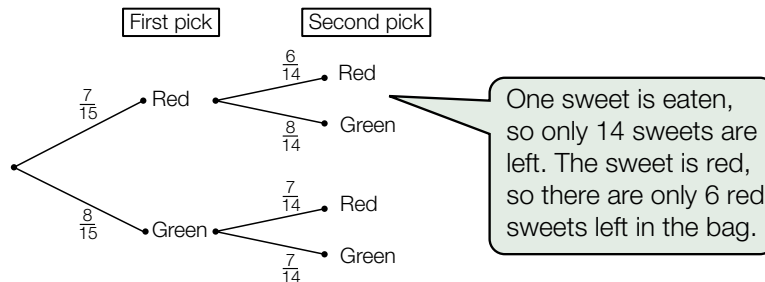 First pick
Second pick
6/14
Red
7/15
Red
8/14
Green
One sweet is eaten,
so only 14 sweets are
left. The sweet is red,
so there are only 6 red
sweets left in the bag.
8/15
Green
7/14
Red
7/14
Green